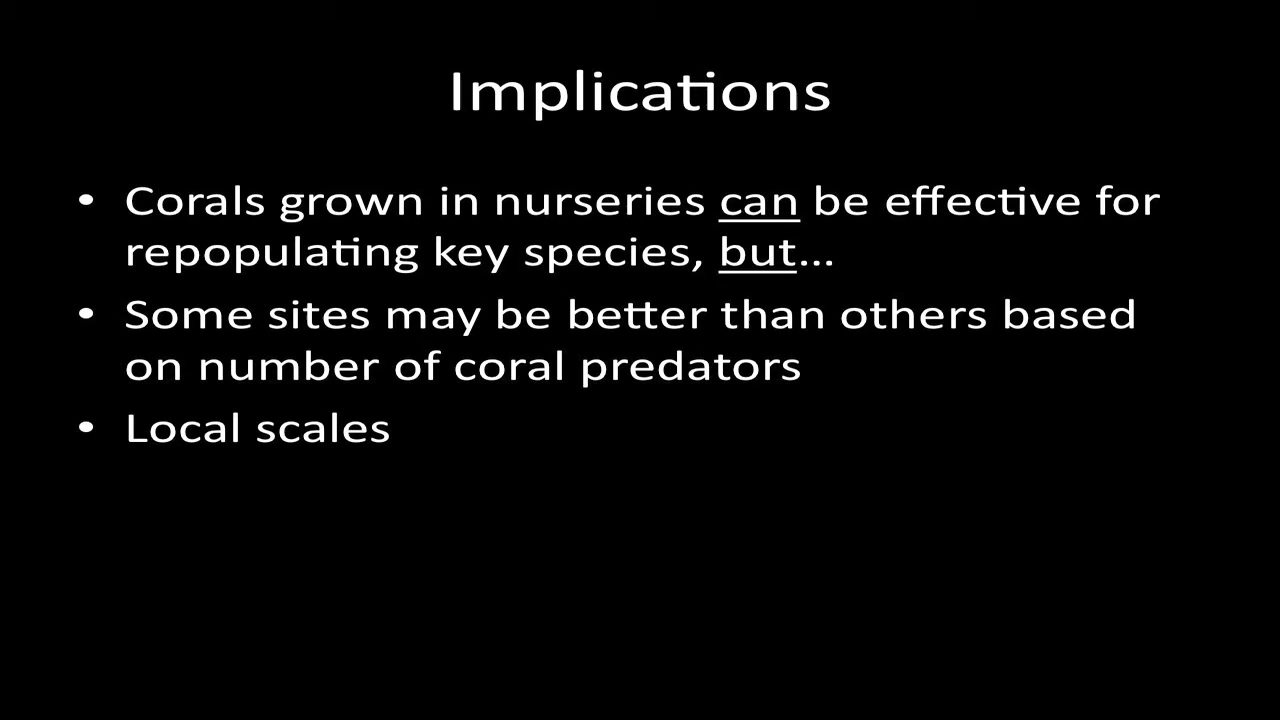 Implications
• Corals grown in nurseries can be effective for
repopulating key species, but...
• Some sites may be better than others based
on number of coral predators
• Local scales